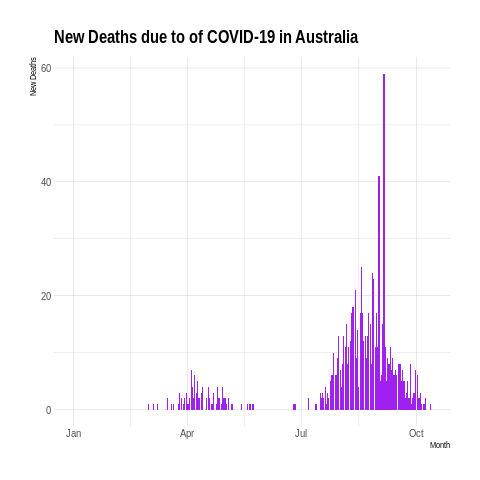 New Deaths due to of COVID-19 in Australia
New Deaths
60
40
20
0
Jan Apr Jul Oct
Month